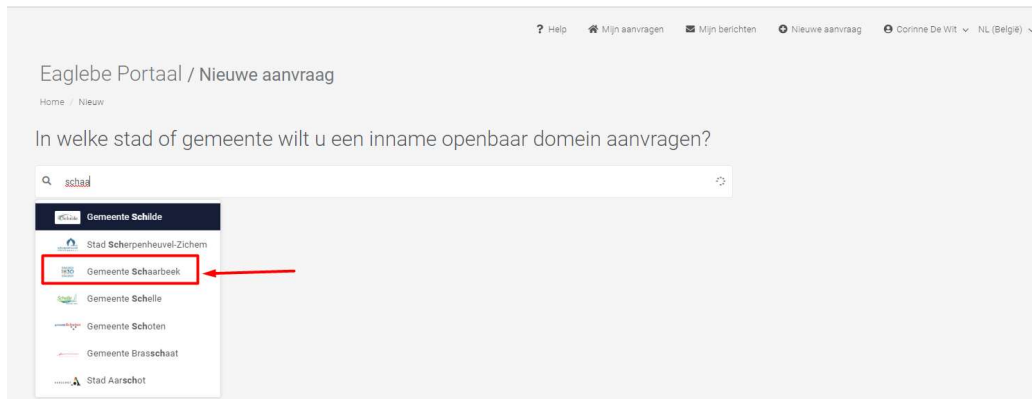 ? Help Mijn aanvragen Mijn berichten Nieuwe aanvraag Corinne De Wit NL (België)
Eaglebe Portaal / Nieuwe aanvraag
Home / Nieuw
In welke stad of gemeente wilt u een inname openbaar domein aanvragen?
schaa
Gemeente Schilde
Stad Scherpenheuvel-Zichem
Gemeente Schaarbeek
Gemeente Schelle
Gemeente Schoten
Gemeente Brasschaat
Stad Aarschot